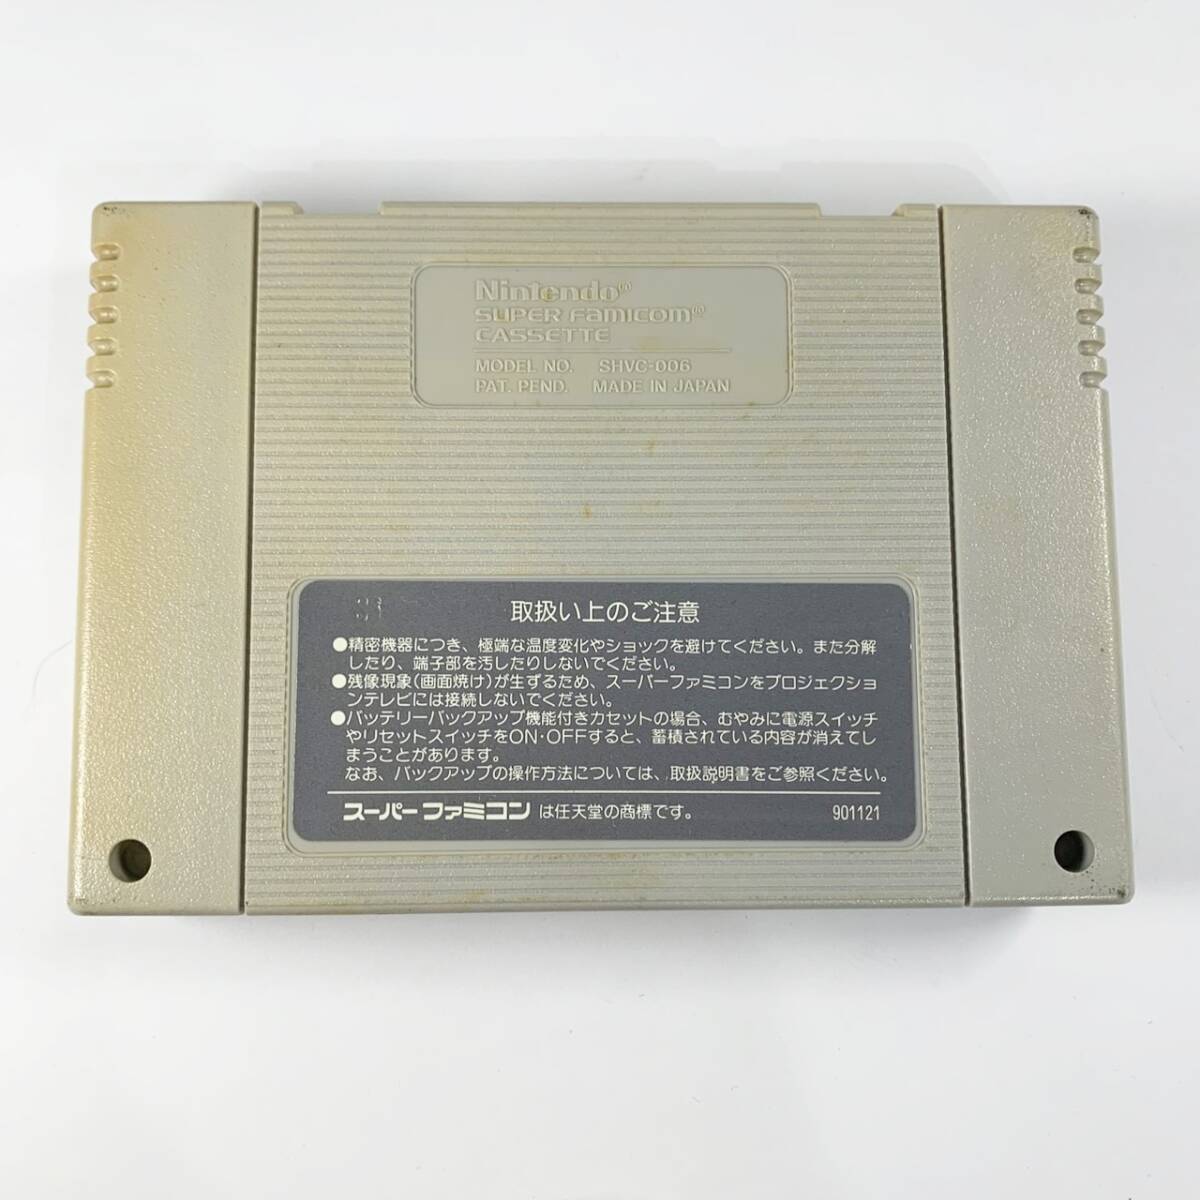 Nintendo®
SUPER FAMICOM®
CASSETTE
MODEL NO. SHVC-006
PAT. PEND. MADE IN JAPAN
取扱い上のご注意
●精密機器につき、極端な温度変化やショックを避けてください。また分解
したり、端子部を汚したりしないでください。
●残像現象(画面焼け)が生ずるため、スーパーファミコンをプロジェクショ
ンテレビには接続しないでください。
●バッテリーバックアップ機能付きカセットの場合、むやみに電源スイッチ
やリセットスイッチをON・OFFすると、蓄積されている内容が消えてし
まうことがあります。
なお、バックアップの操作方法については、取扱説明書をご参照ください。
スーパーファミコン は任天堂の商標です。 901121